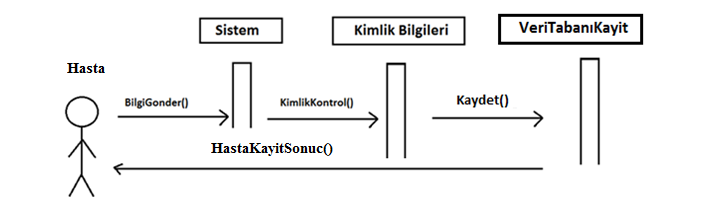 Sistem
Kimlik Bilgileri
VeriTabanıKayit
Hasta
BilgiGonder()
KimlikKontrol()
Kaydet()
HastaKayitSonuc()